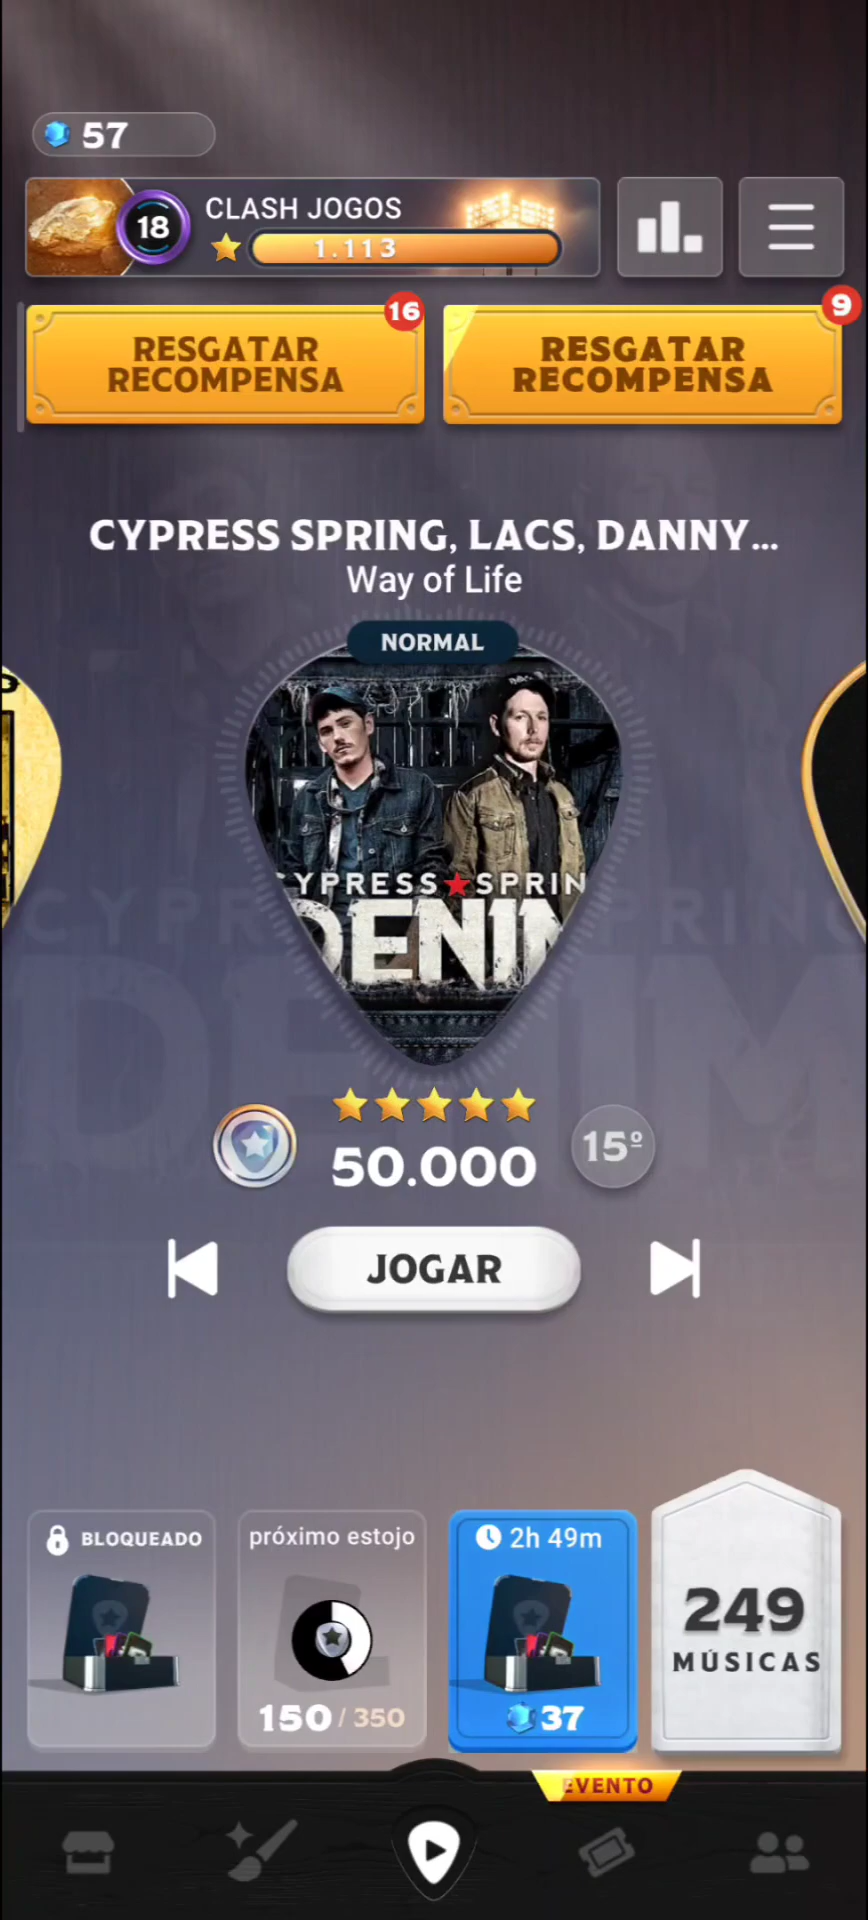 57
18
CLASH JOGOS
1.113
16
RESGATAR
RECOMPENSA
9
RESGATAR
RECOMPENSA
CYPRESS SPRING, LACS, DANNY...
Way of Life
NORMAL
YPRESS ★ SPRIN
DENIM
50.000
15º
JOGAR
BLOQUEADO
próximo estojo
150 / 350
2h 49m
37
249
MÚSICAS
EVENTO